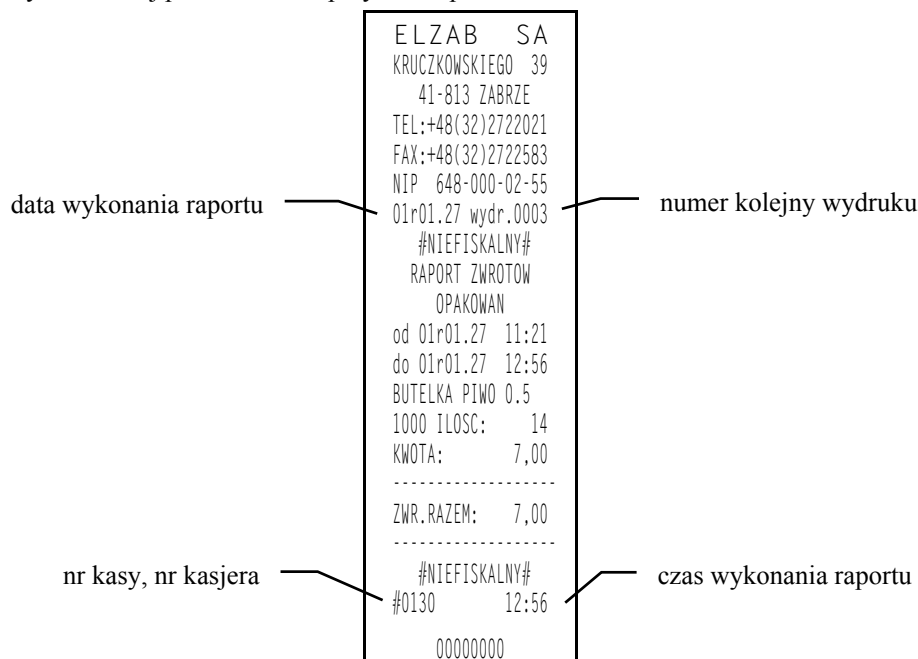 ELZAB SA
KRUCZKOWSKIEGO 39
41-813 ZABRZE
TEL:+48(32)2722021
FAX:+48(32)2722583
NIP 648-000-02-55
data wykonania raportu
01r01.27 wydr.0003
numer kolejny wydruku
#NIEFISKALNY#
RAPORT ZWROTOW
OPAKOWAN
od 01r01.27 11:21
do 01r01.27 12:56
BUTELKA PIWO 0.5
1000 ILOSC: 14
KWOTA: 7,00
-------------------
ZWR.RAZEM: 7,00
-------------------
#NIEFISKALNY#
nr kasy, nr kasjera
#0130 12:56
czas wykonania raportu
00000000